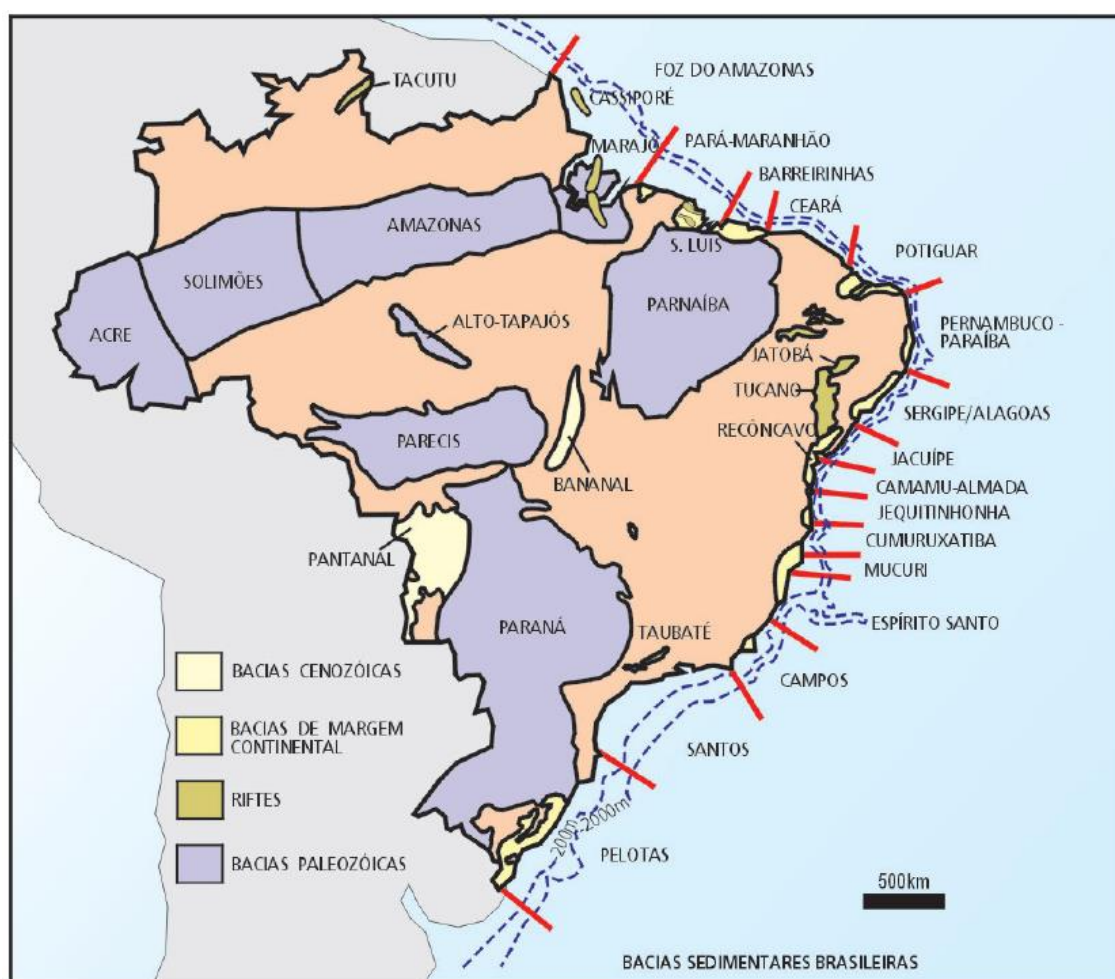 FOZ DO AMAZONAS
TACUTU
CASSIPORÉ
MARAJÓ
PARÁ-MARANHÃO
BARREIRINHAS
CEARÁ
AMAZONAS
S. LUIS
POTIGUAR
SOLIMÕES
PARNAÍBA
ALTO-TAPAJÓS
ACRE
PERNAMBUCO -
PARAÍBA
JATOBÁ
TUCANO
SERGIPE/ALAGOAS
RECÔNCAVO
PARECIS
JACUÍPE
BANANAL
CAMAMU-ALMADA
JEQUITINHONHA
CUMURUXATIBA
PANTANÁL
MUCURI
ESPÍRITO SANTO
PARANÁ
TAUBATÉ
CAMPOS
BACIAS CENOZÓICAS
BACIAS DE MARGEM
CONTINENTAL
SANTOS
RIFTES
200m
-2000m
PELOTAS
BACIAS PALEOZÓICAS
500km
BACIAS SEDIMENTARES BRASILEIRAS